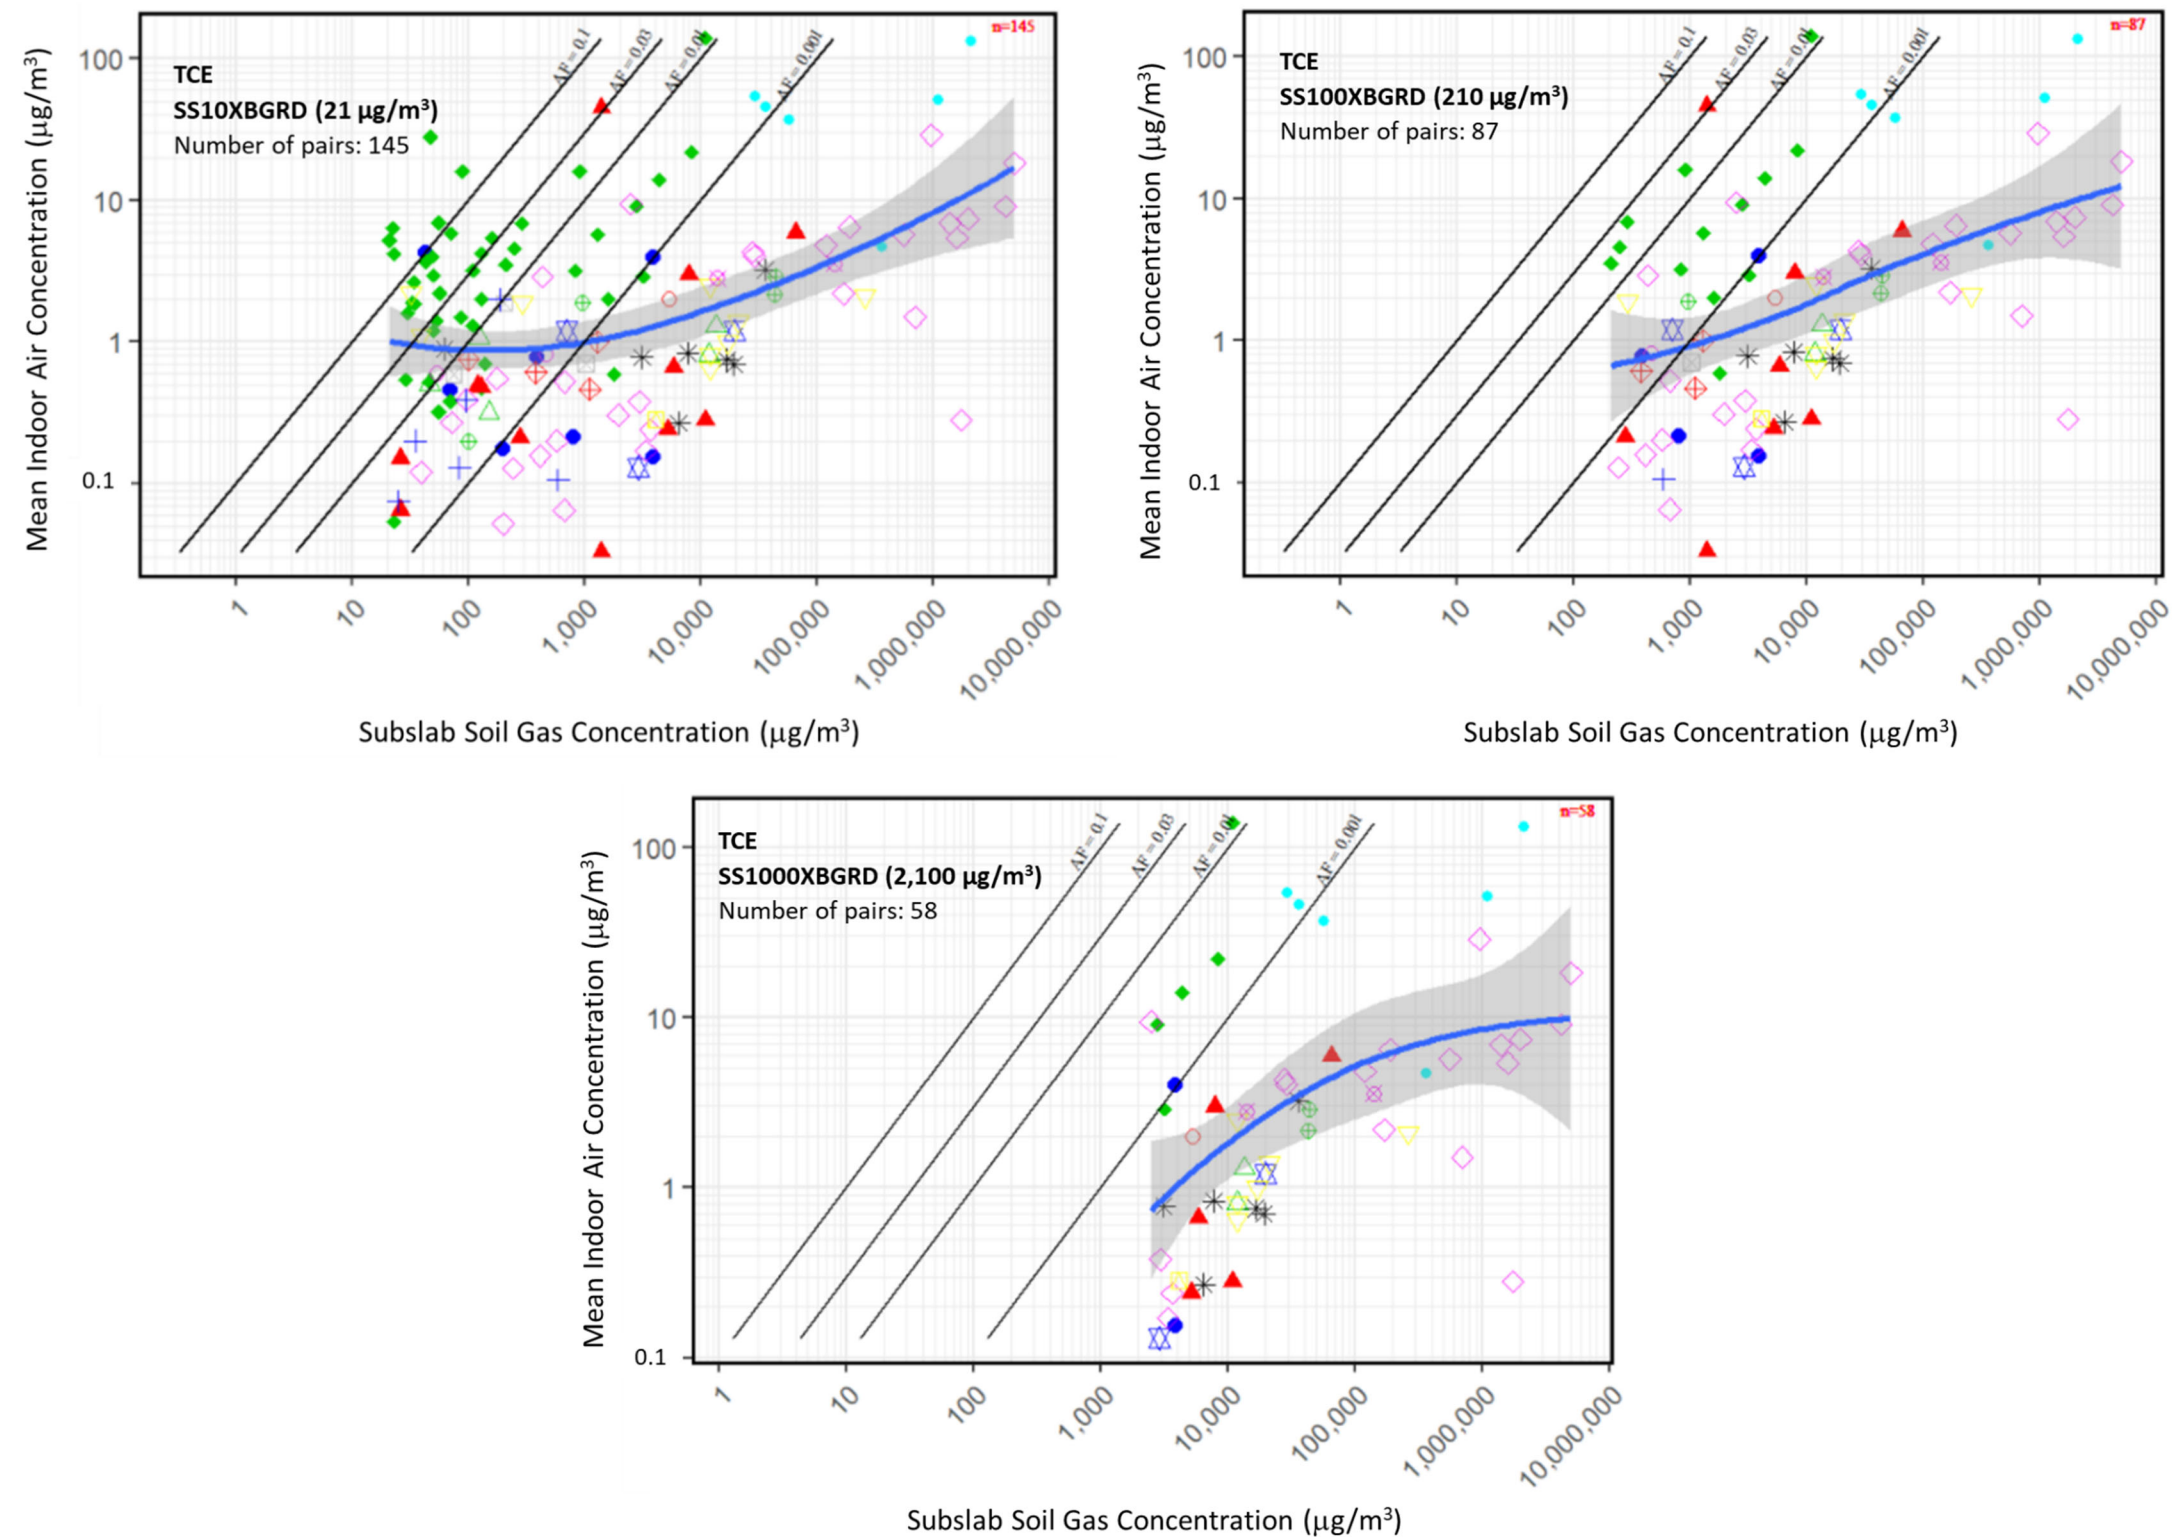 n=145
TCE
SS10XBGRD (21 µg/m³)
Number of pairs: 145
AF = 0.1
AF = 0.03
AF = 0.01
AF = 0.001
Mean Indoor Air Concentration (µg/m³)
100
10
1
0.1
1
10
100
1,000
10,000
100,000
1,000,000
10,000,000
Subslab Soil Gas Concentration (µg/m³)
n=87
TCE
SS100XBGRD (210 µg/m³)
Number of pairs: 87
AF = 0.1
AF = 0.03
AF = 0.01
AF = 0.001
Mean Indoor Air Concentration (µg/m³)
100
10
1
0.1
1
10
100
1,000
10,000
100,000
1,000,000
10,000,000
Subslab Soil Gas Concentration (µg/m³)
n=58
TCE
SS1000XBGRD (2,100 µg/m³)
Number of pairs: 58
AF = 0.1
AF = 0.03
AF = 0.01
AF = 0.001
Mean Indoor Air Concentration (µg/m³)
100
10
1
0.1
1
10
100
1,000
10,000
100,000
1,000,000
10,000,000
Subslab Soil Gas Concentration (µg/m³)